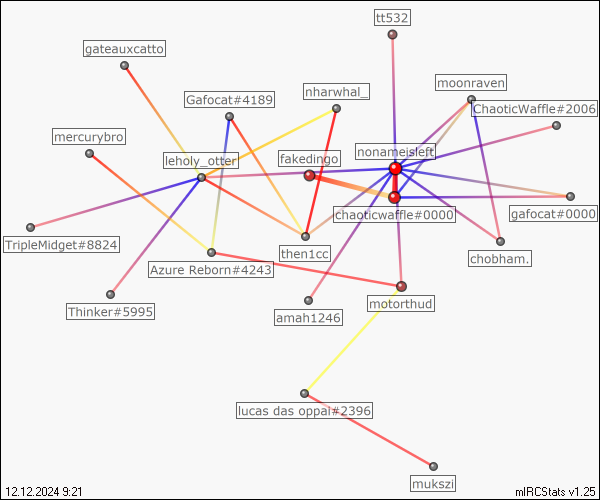 tt532
gateauxcatto
nharwhal_
moonraven
Gafocat#4189
ChaoticWaffle#2006
mercurybro
leholy_otter
fakedingo
nonameisleft
chaoticwaffle#0000
gafocat#0000
TripleMidget#8824
then1cc
chobham.
Azure Reborn#4243
Thinker#5995
amah1246
motorthud
lucas das oppai#2396
mukszi
12.12.2024 9:21
mIRCStats v1.25